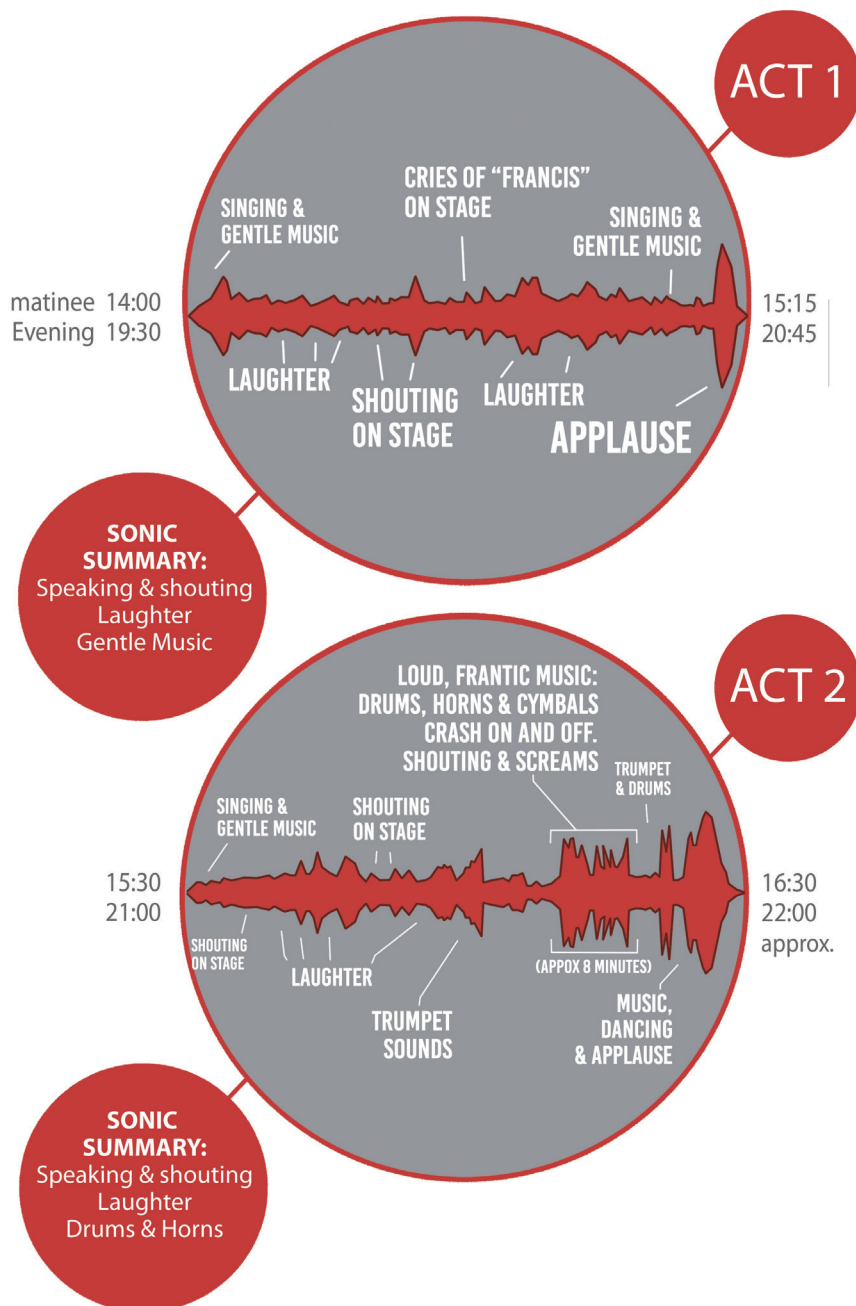 ACT 1
CRIES OF “FRANCIS”
ON STAGE
SINGING &
GENTLE MUSIC
SINGING &
GENTLE MUSIC
matinee 14:00
Evening 19:30
15:15
20:45
LAUGHTER
SHOUTING
ON STAGE
LAUGHTER
APPLAUSE
SONIC
SUMMARY:
Speaking & shouting
Laughter
Gentle Music
ACT 2
LOUD, FRANTIC MUSIC:
DRUMS, HORNS & CYMBALS
CRASH ON AND OFF.
SHOUTING & SCREAMS
TRUMPET
& DRUMS
SINGING &
GENTLE MUSIC
SHOUTING
ON STAGE
15:30
21:00
16:30
22:00
approx.
SHOUTING
ON STAGE
LAUGHTER
TRUMPET
SOUNDS
(APPOX 8 MINUTES)
MUSIC,
DANCING
& APPLAUSE
SONIC
SUMMARY:
Speaking & shouting
Laughter
Drums & Horns